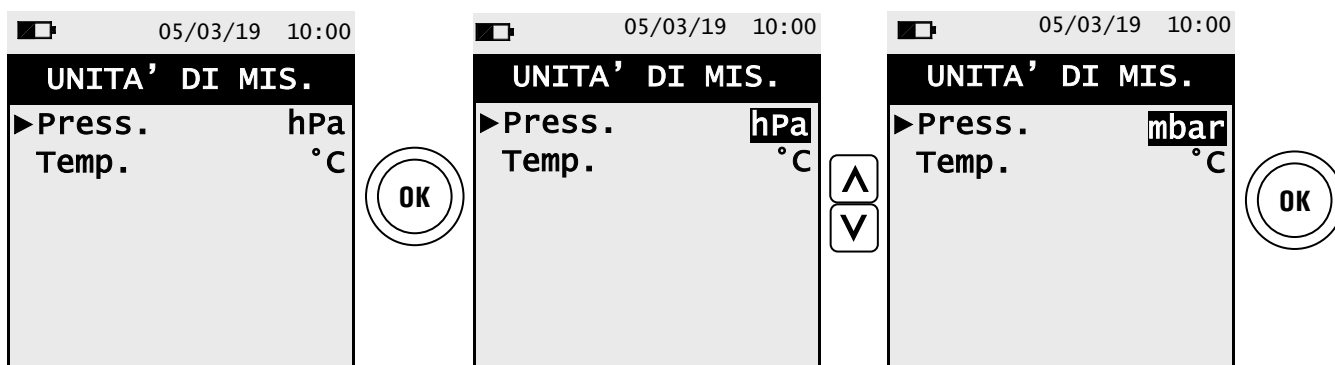 05/03/19 10:00
UNITA’ DI MIS.
►Press. hPa
Temp. °C
OK
05/03/19 10:00
UNITA’ DI MIS.
►Press. hPa
Temp. °C
05/03/19 10:00
UNITA’ DI MIS.
►Press. mbar
Temp. °C
OK